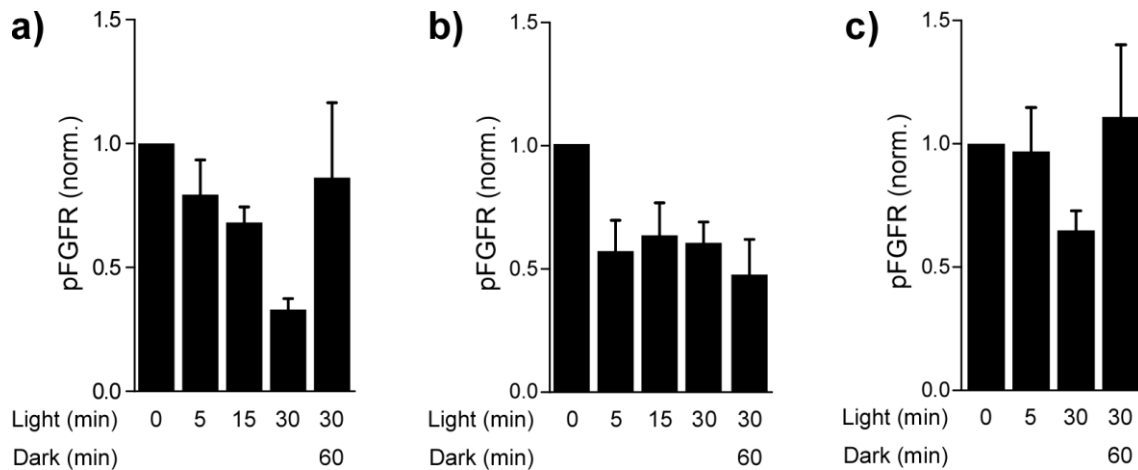 a)
pFGFR (norm.)
1.5
1.0
0.5
0.0
Light (min) 0 5 15 30 30
Dark (min) 60
b)
pFGFR (norm.)
1.5
1.0
0.5
0.0
Light (min) 0 5 15 30 30
Dark (min) 60
c)
pFGFR (norm.)
1.5
1.0
0.5
0.0
Light (min) 0 5 30 30
Dark (min) 60